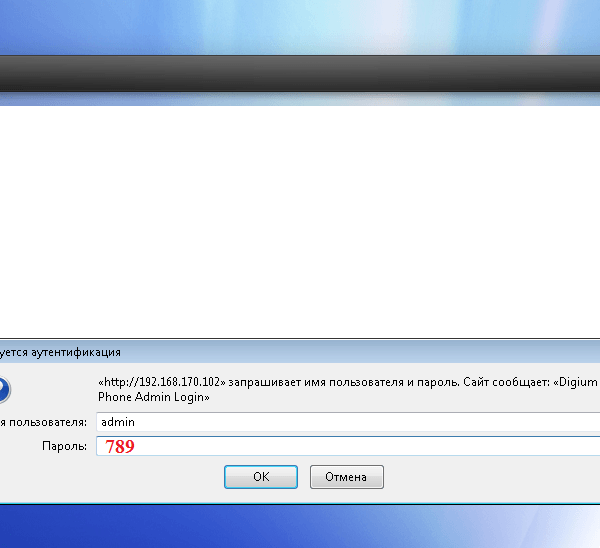 уется аутентификация
«http://192.168.170.102» запрашивает имя пользователя и пароль. Сайт сообщает: «Digium
Phone Admin Login»
я пользователя: admin
Пароль: 789
OK Отмена